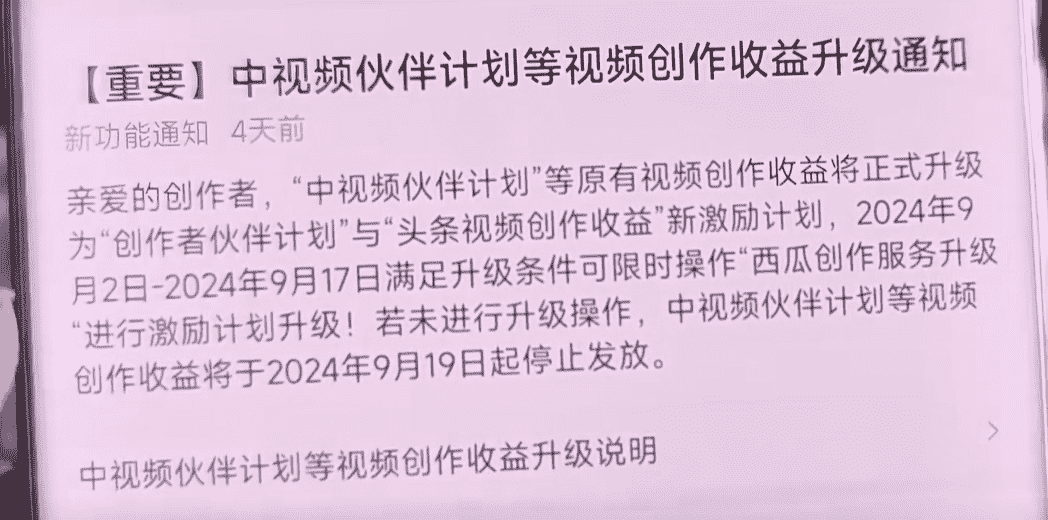 【重要】中视频伙伴计划等视频创作收益升级通知
新功能通知 4天前
亲爱的创作者，“中视频伙伴计划”等原有视频创作收益将正式升级
为“创作者伙伴计划”与“头条视频创作收益”新激励计划，2024年9
月2日-2024年9月17日满足升级条件可限时操作“西瓜创作服务升级
“进行激励计划升级！若未进行升级操作，中视频伙伴计划等视频
创作收益将于2024年9月19日起停止发放。
中视频伙伴计划等视频创作收益升级说明